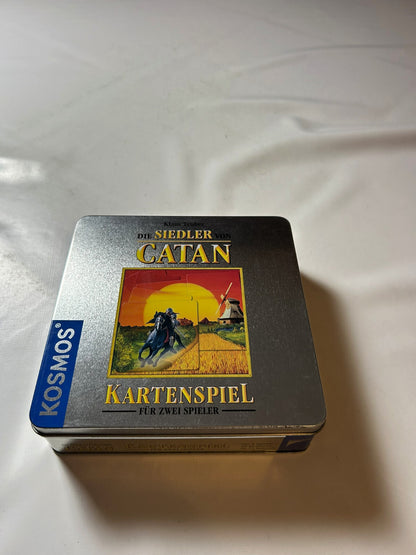 Klaus Teuber
DIE SIEDLER VON
CATAN
KARTENSPIEL
FÜR ZWEI SPIELER
KOSMOS®